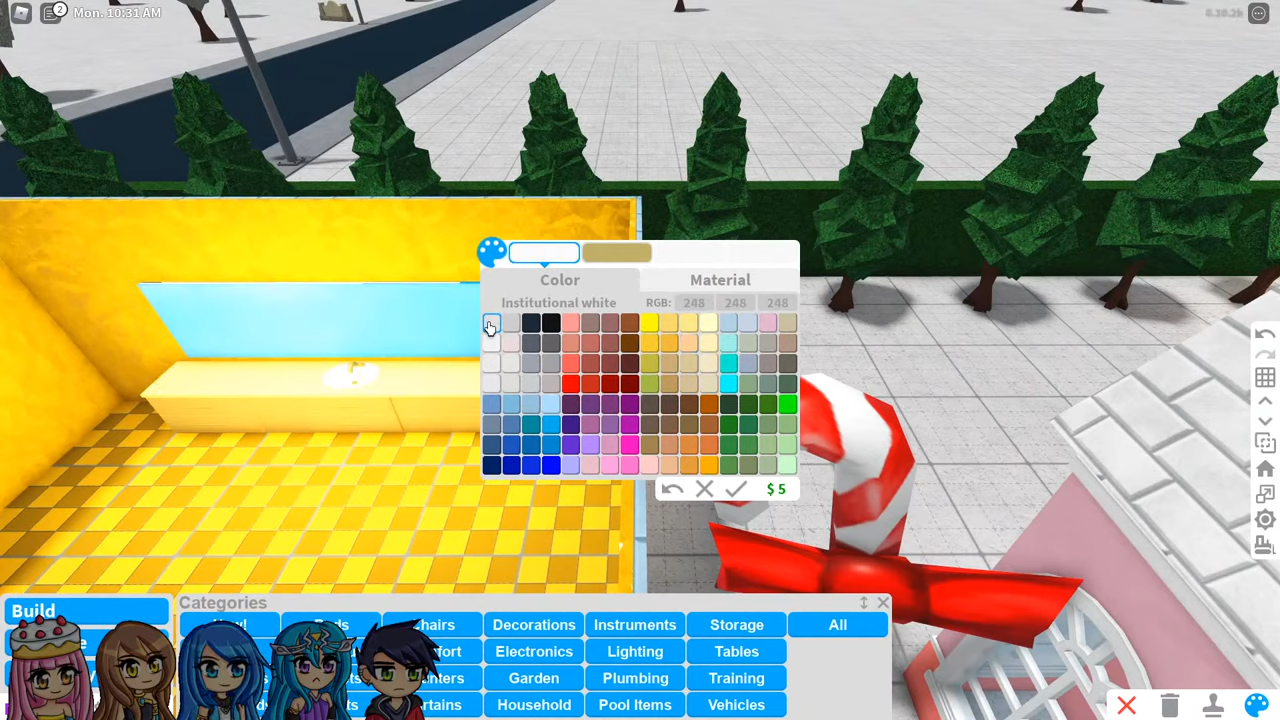 2
Mon. 10:31 AM
Color
Material
Institutional white
RGB: 248 248 248
$ 5
Build
Categories
Decorations
Instruments
Storage
All
Electronics
Lighting
Tables
Garden
Plumbing
Training
Household
Pool Items
Vehicles